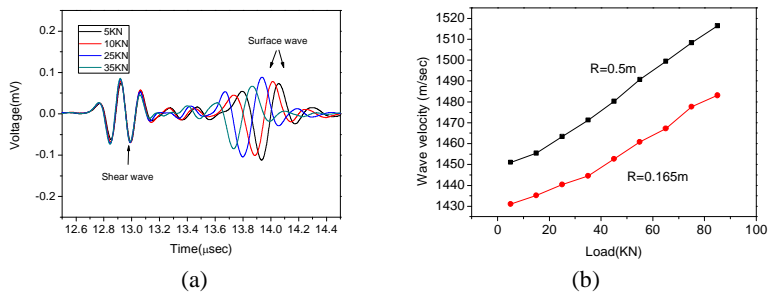 5KN
10KN
25KN
35KN
Surface wave
Shear wave
0.2
0.1
0.0
-0.1
-0.2
Voltage(mV)
12.6 12.8 13.0 13.2 13.4 13.6 13.8 14.0 14.2 14.4
Time(μsec)
(a)
1520
1510
1500
1490
1480
1470
1460
1450
1440
1430
Wave velocity (m/sec)
R=0.5m
R=0.165m
0 20 40 60 80 100
Load(KN)
(b)